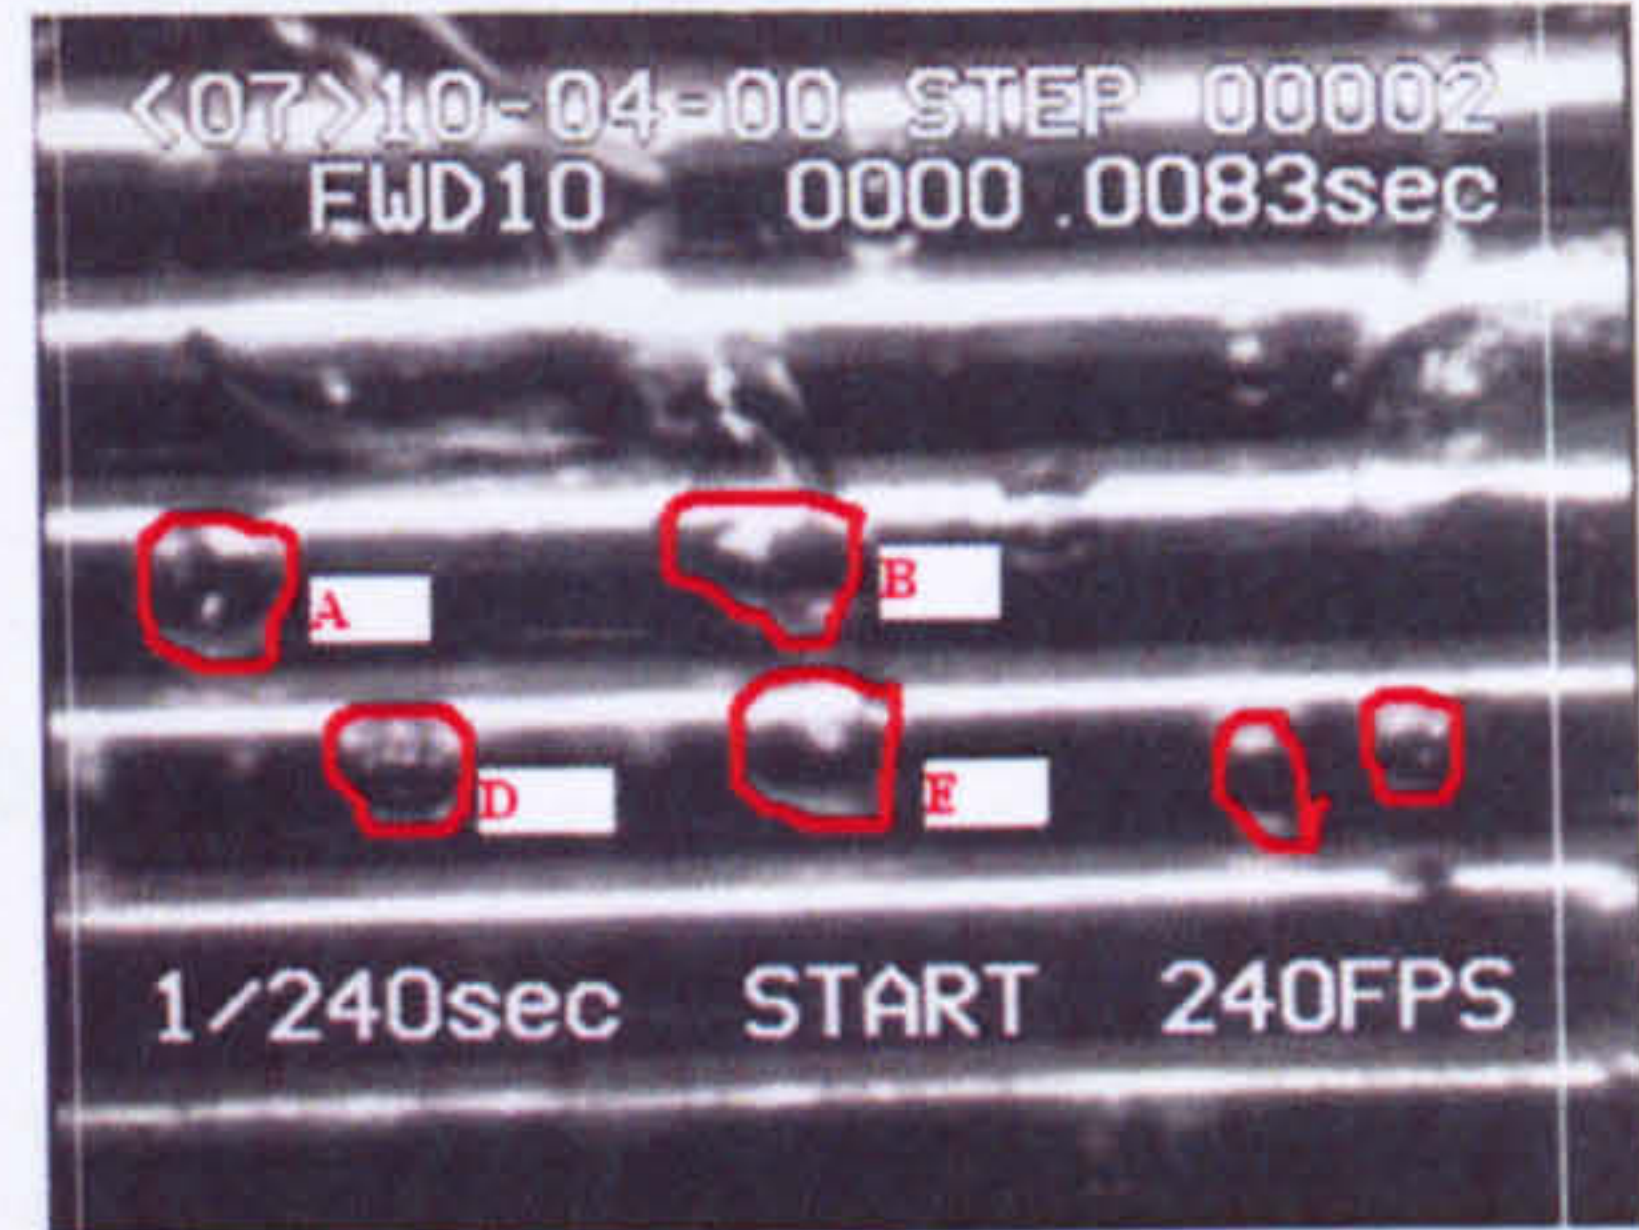 <07>10-04-00 STEP 00002
FWD10 0000.0083sec
A
B
D
E
1/240sec START 240FPS